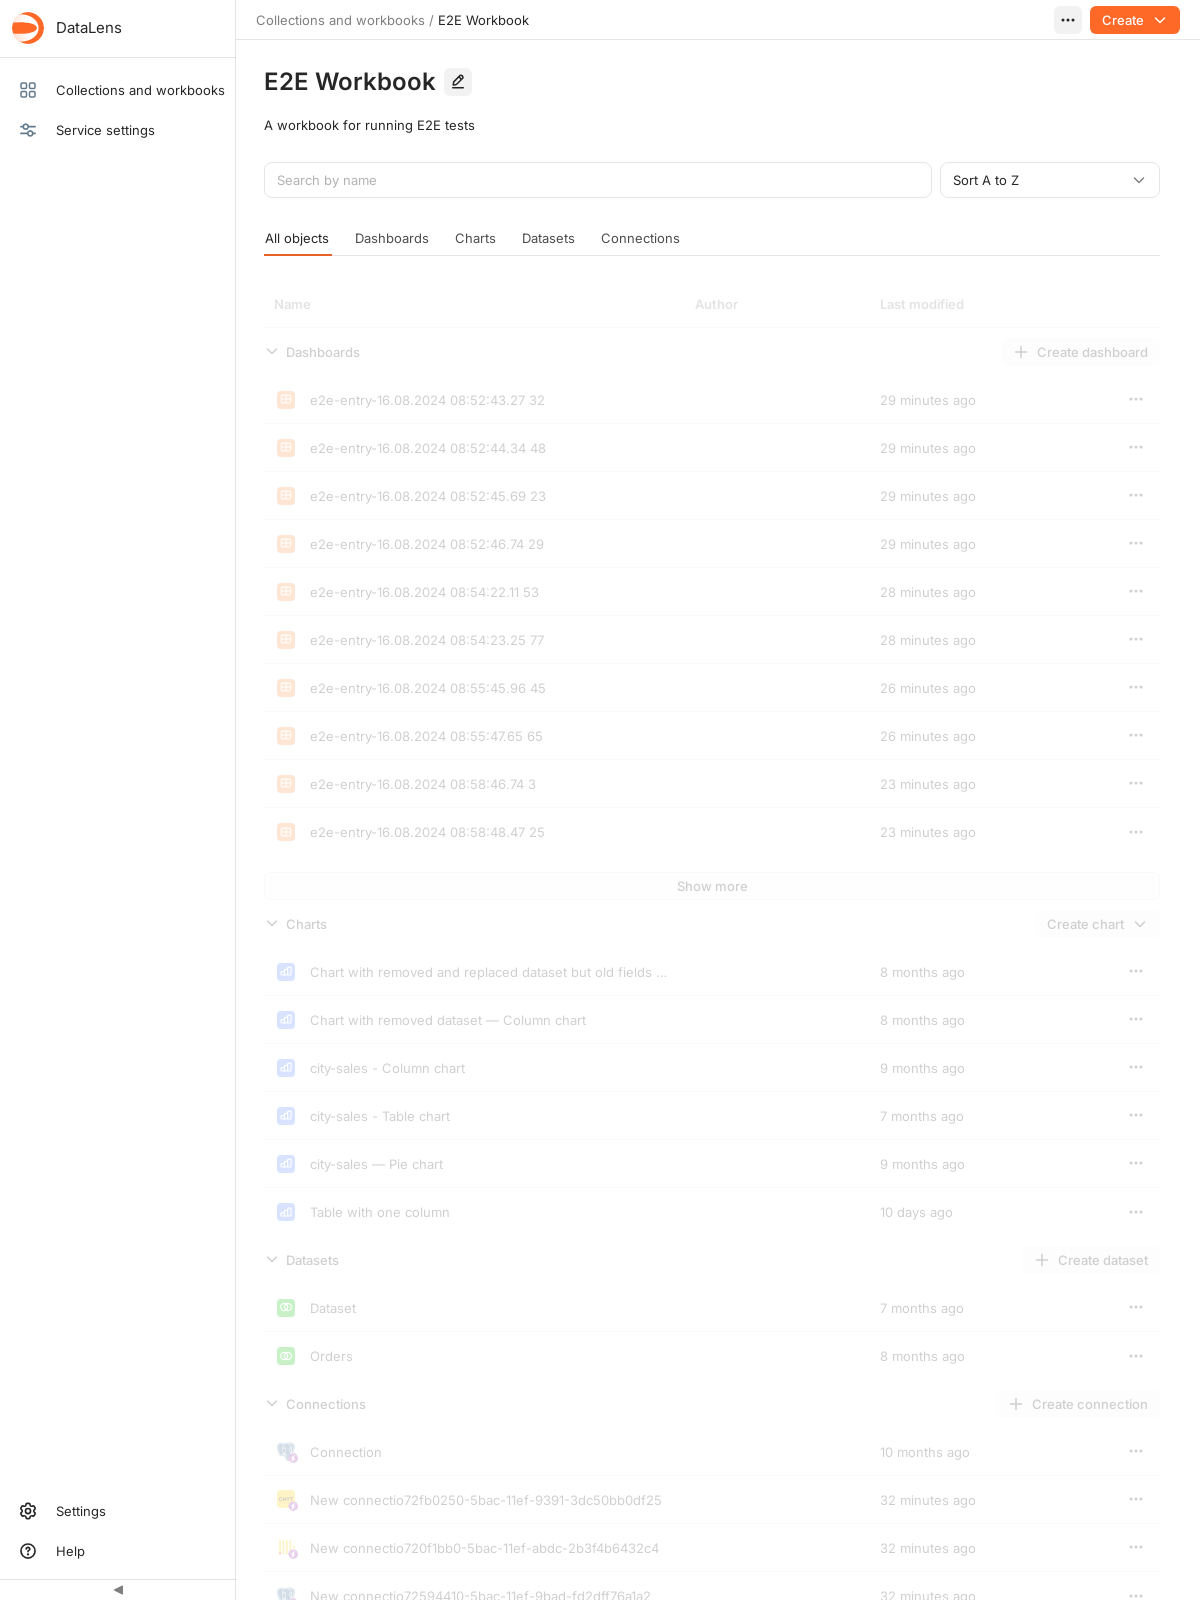 DataLens
Collections and workbooks / E2E Workbook
Create
Collections and workbooks
Service settings
E2E Workbook
A workbook for running E2E tests
Search by name
Sort A to Z
All objects Dashboards Charts Datasets Connections
Name Author Last modified
Dashboards Create dashboard
e2e-entry-16.08.2024 08:52:43.27 32 29 minutes ago
e2e-entry-16.08.2024 08:52:44.34 48 29 minutes ago
e2e-entry-16.08.2024 08:52:45.69 23 29 minutes ago
e2e-entry-16.08.2024 08:52:46.74 29 29 minutes ago
e2e-entry-16.08.2024 08:54:22.11 53 28 minutes ago
e2e-entry-16.08.2024 08:54:23.25 77 28 minutes ago
e2e-entry-16.08.2024 08:55:45.96 45 26 minutes ago
e2e-entry-16.08.2024 08:55:47.65 65 26 minutes ago
e2e-entry-16.08.2024 08:58:46.74 3 23 minutes ago
e2e-entry-16.08.2024 08:58:48.47 25 23 minutes ago
Show more
Charts Create chart
Chart with removed and replaced dataset but old fields ... 8 months ago
Chart with removed dataset — Column chart 8 months ago
city-sales - Column chart 9 months ago
city-sales - Table chart 7 months ago
city-sales — Pie chart 9 months ago
Table with one column 10 days ago
Datasets Create dataset
Dataset 7 months ago
Orders 8 months ago
Connections Create connection
Connection 10 months ago
New connectio72fb0250-5bac-11ef-9391-3dc50bb0df25 32 minutes ago
New connectio720f1bb0-5bac-11ef-abdc-2b3f4b6432c4 32 minutes ago
New connectio72594410-5bac-11ef-9bad-fd2dff76a1a2 32 minutes ago
Settings
Help